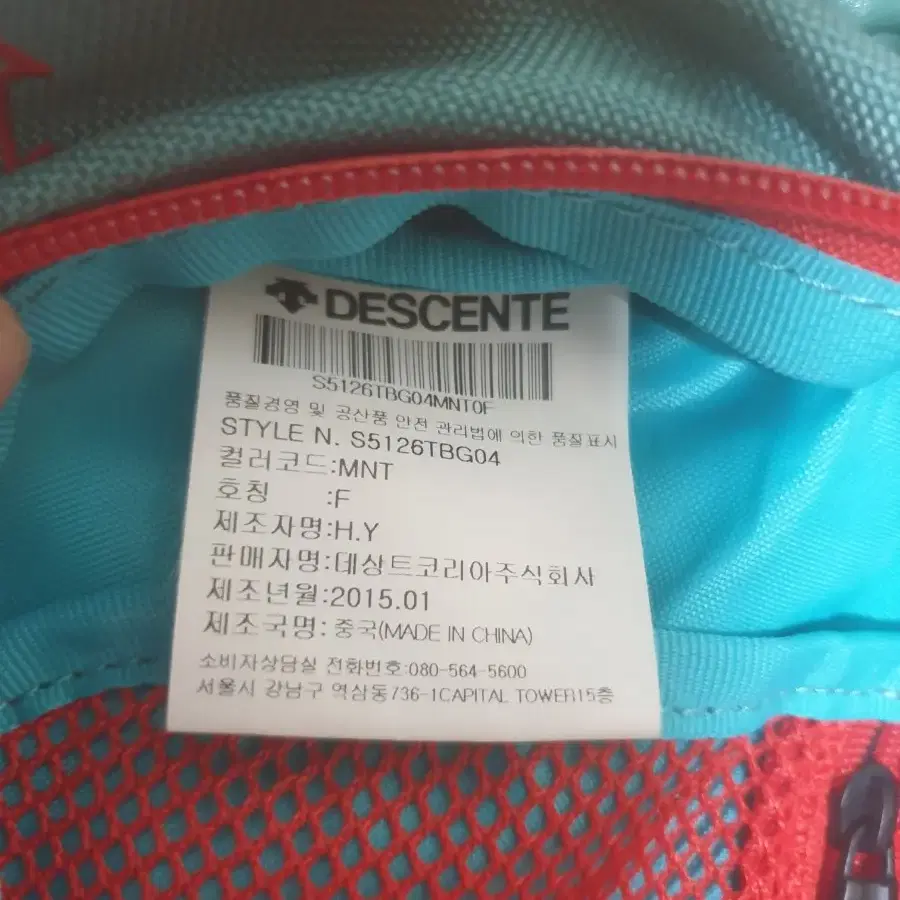 DESCENTE
S5126TBG04MNT0F
품질경영 및 공산품 안전 관리법에 의한 품질표시
STYLE N. S5126TBG04
컬러코드:MNT
호칭 :F
제조자명:H.Y
판매자명:데상트코리아주식회사
제조년월:2015.01
제조국명: 중국(MADE IN CHINA)
소비자상담실 전화번호:080-564-5600
서울시 강남구 역삼동736-1CAPITAL TOWER15층